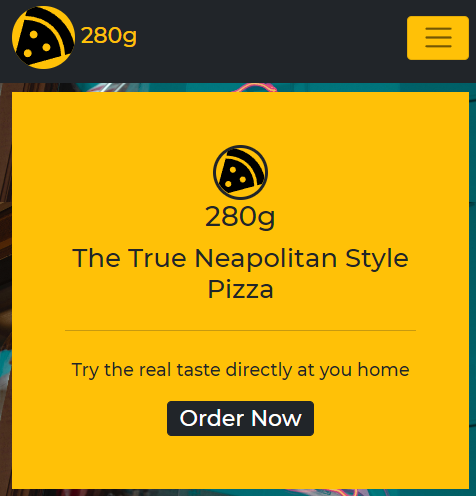 280g
280g
The True Neapolitan Style
Pizza
Try the real taste directly at you home
Order Now